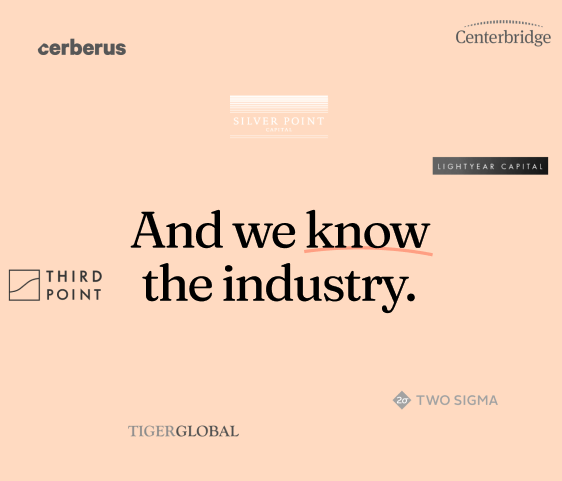 cerberus
Centerbridge
SILVER POINT
CAPITAL
LIGHTYEAR CAPITAL
And we know
the industry.
THIRD
POINT
2σ TWO SIGMA
TIGERGLOBAL